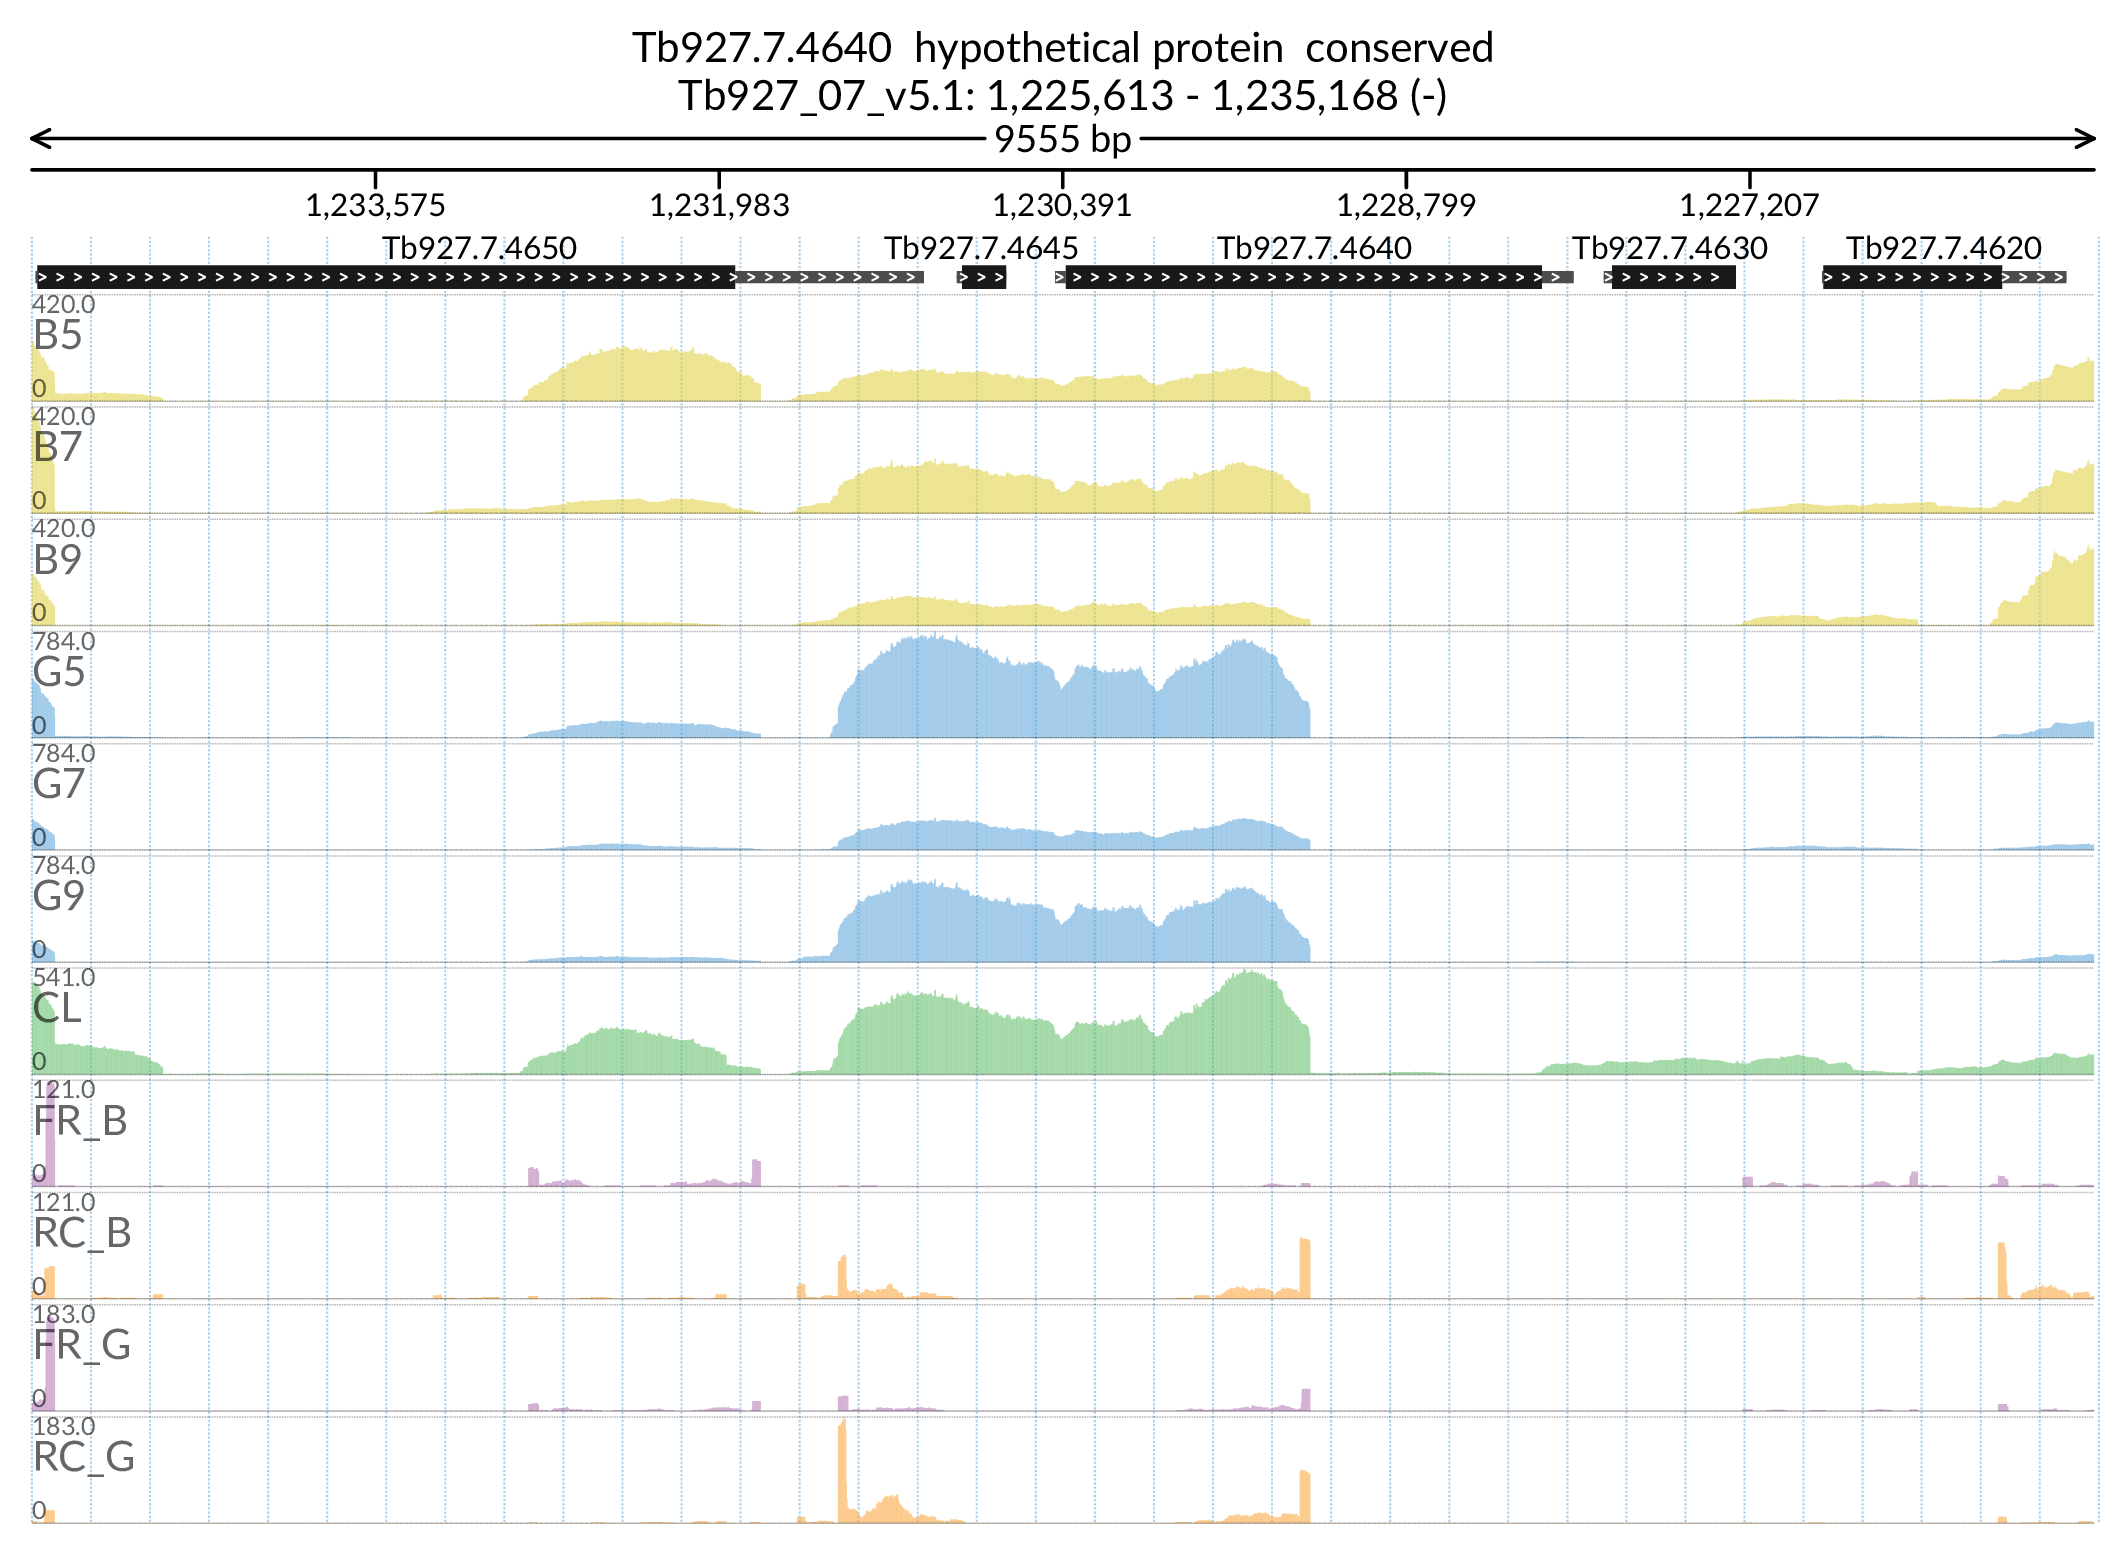 Tb927.7.4640 hypothetical protein conserved
Tb927_07_v5.1: 1,225,613 - 1,235,168 (-)
9555 bp
1,233,575 1,231,983 1,230,391 1,228,799 1,227,207
Tb927.7.4650 Tb927.7.4645 Tb927.7.4640 Tb927.7.4630 Tb927.7.4620
420.0
B5
0
420.0
B7
0
420.0
B9
0
784.0
G5
0
784.0
G7
0
784.0
G9
0
541.0
CL
0
121.0
FR_B
0
121.0
RC_B
0
183.0
FR_G
0
183.0
RC_G
0